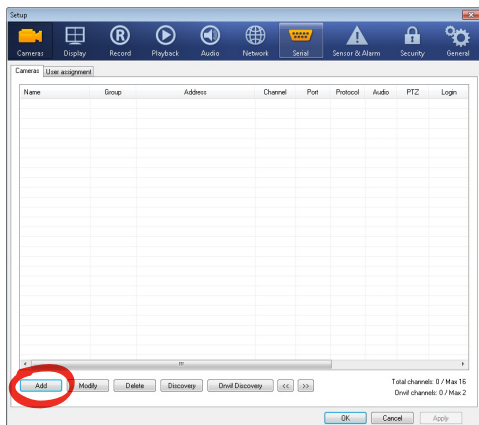 Setup
Cameras Display Record Playback Audio Network Serial Sensor & Alarm Security General
Cameras User assignment
Name Group Address Channel Port Protocol Audio PTZ Login
Add Modify Delete Discovery Onvif Discovery << >>
Total channels: 0 / Max 16
Onvif channels: 0 / Max 2
OK Cancel Apply